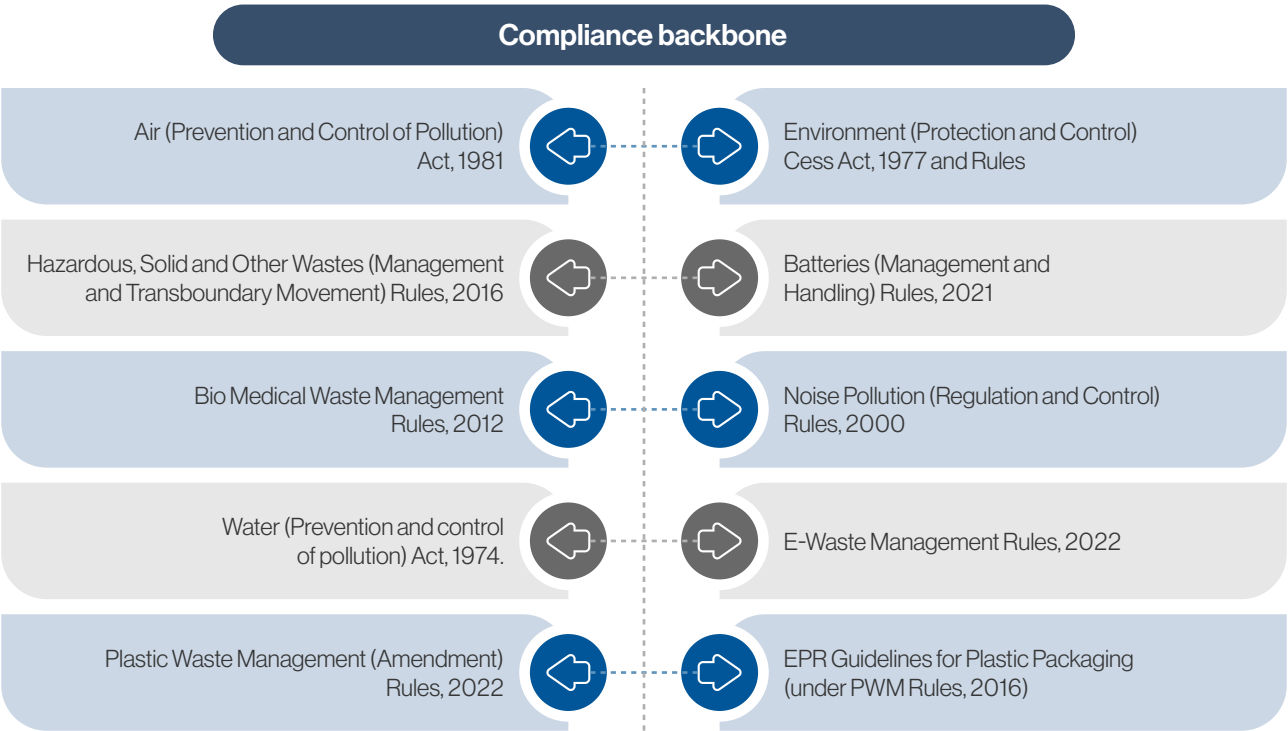 Compliance backbone
Air (Prevention and Control of Pollution)
Act, 1981
Environment (Protection and Control)
Cess Act, 1977 and Rules
Hazardous, Solid and Other Wastes (Management
and Transboundary Movement) Rules, 2016
Batteries (Management and
Handling) Rules, 2021
Bio Medical Waste Management
Rules, 2012
Noise Pollution (Regulation and Control)
Rules, 2000
Water (Prevention and control
of pollution) Act, 1974.
E-Waste Management Rules, 2022
Plastic Waste Management (Amendment)
Rules, 2022
EPR Guidelines for Plastic Packaging
(under PWM Rules, 2016)